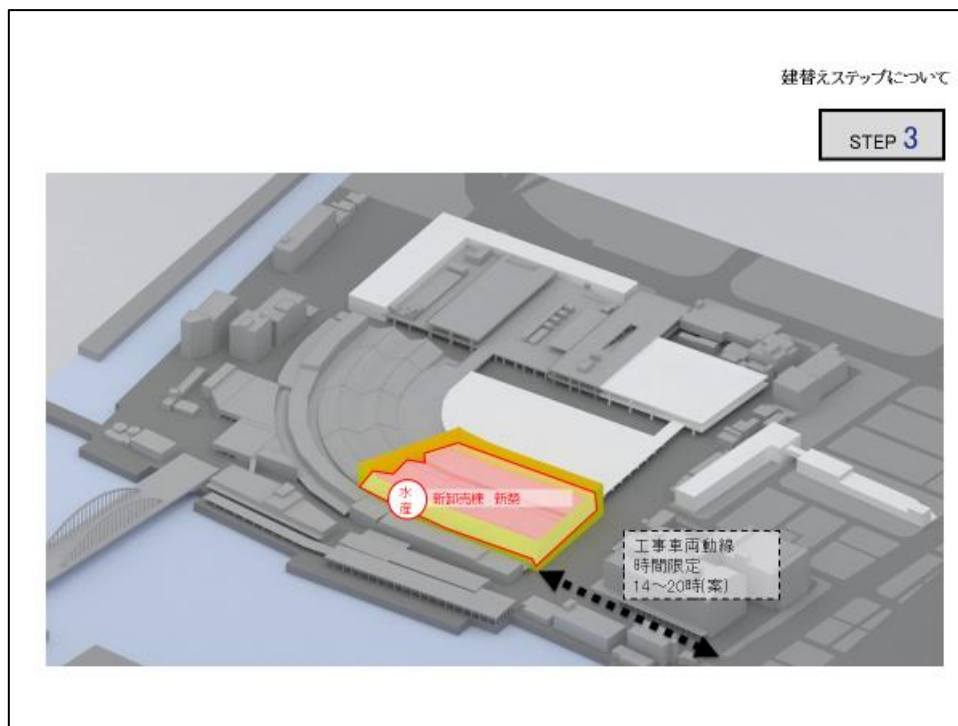 建替えステップについて
STEP 3
水産
新卸売棟 新築
工事車両動線
時間限定
14〜20時(案)